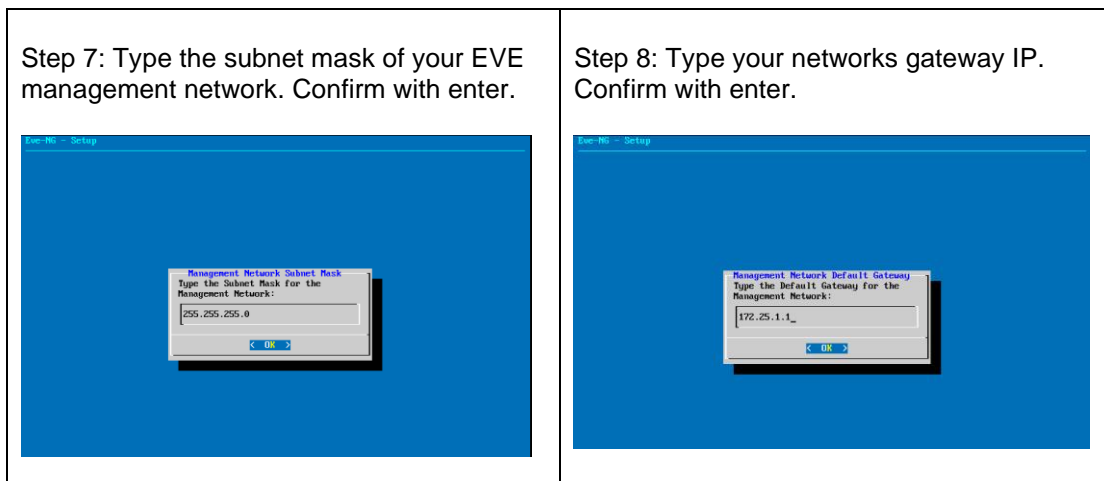 Step 7: Type the subnet mask of your EVE
management network. Confirm with enter.
Eve-NG - Setup
Management Network Subnet Mask
Type the Subnet Mask for the
Management Network:
255.255.255.0
< OK >
Step 8: Type your networks gateway IP.
Confirm with enter.
Eve-NG - Setup
Management Network Default Gateway
Type the Default Gateway for the
Management Network:
172.25.1.1_
< OK >